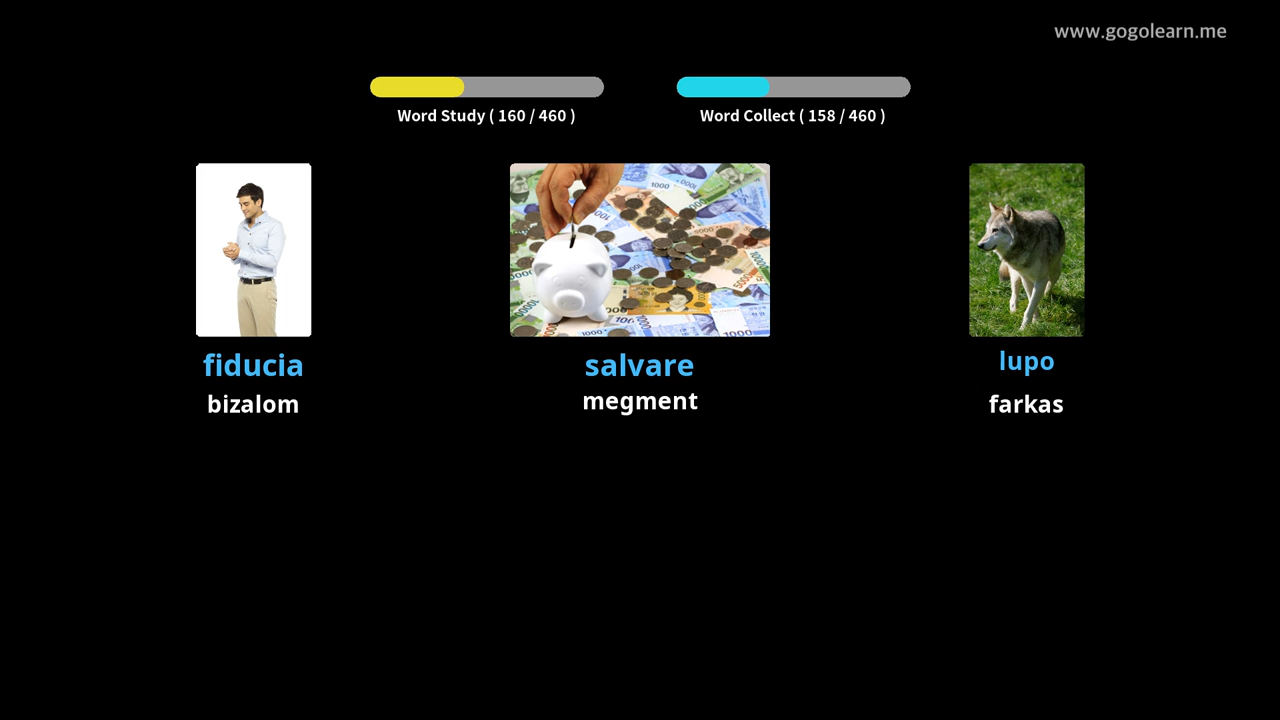 www.gogolearn.me
Word Study ( 160 / 460 )
Word Collect ( 158 / 460 )
fiducia
bizalom
salvare
megment
lupo
farkas